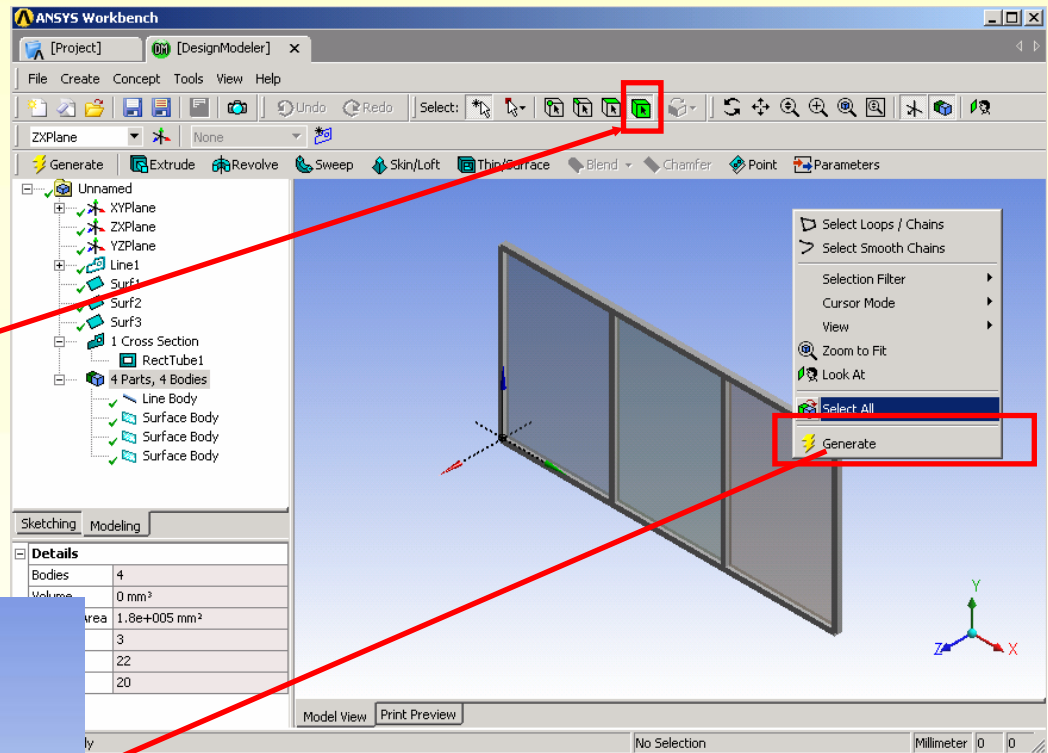 ANSYS Workbench
[Project] [DesignModeler]
File Create Concept Tools View Help
Undo Redo Select:
ZXPlane None
Generate Extrude Revolve Sweep Skin/Loft Thin/Surface Blend Chamfer Point Parameters
Unnamed
XYPlane
ZXPlane
YZPlane
Line1
Surf1
Surf2
Surf3
1 Cross Section
RectTube1
4 Parts, 4 Bodies
Line Body
Surface Body
Surface Body
Surface Body
Select Loops / Chains
Select Smooth Chains
Selection Filter
Cursor Mode
View
Zoom to Fit
Look At
Select All
Generate
Sketching Modeling
Details
Bodies 4
Volume 0 mm³
1.8e+005 mm²
3
22
20
Y
Z X
Model View Print Preview
No Selection Millimeter 0 0